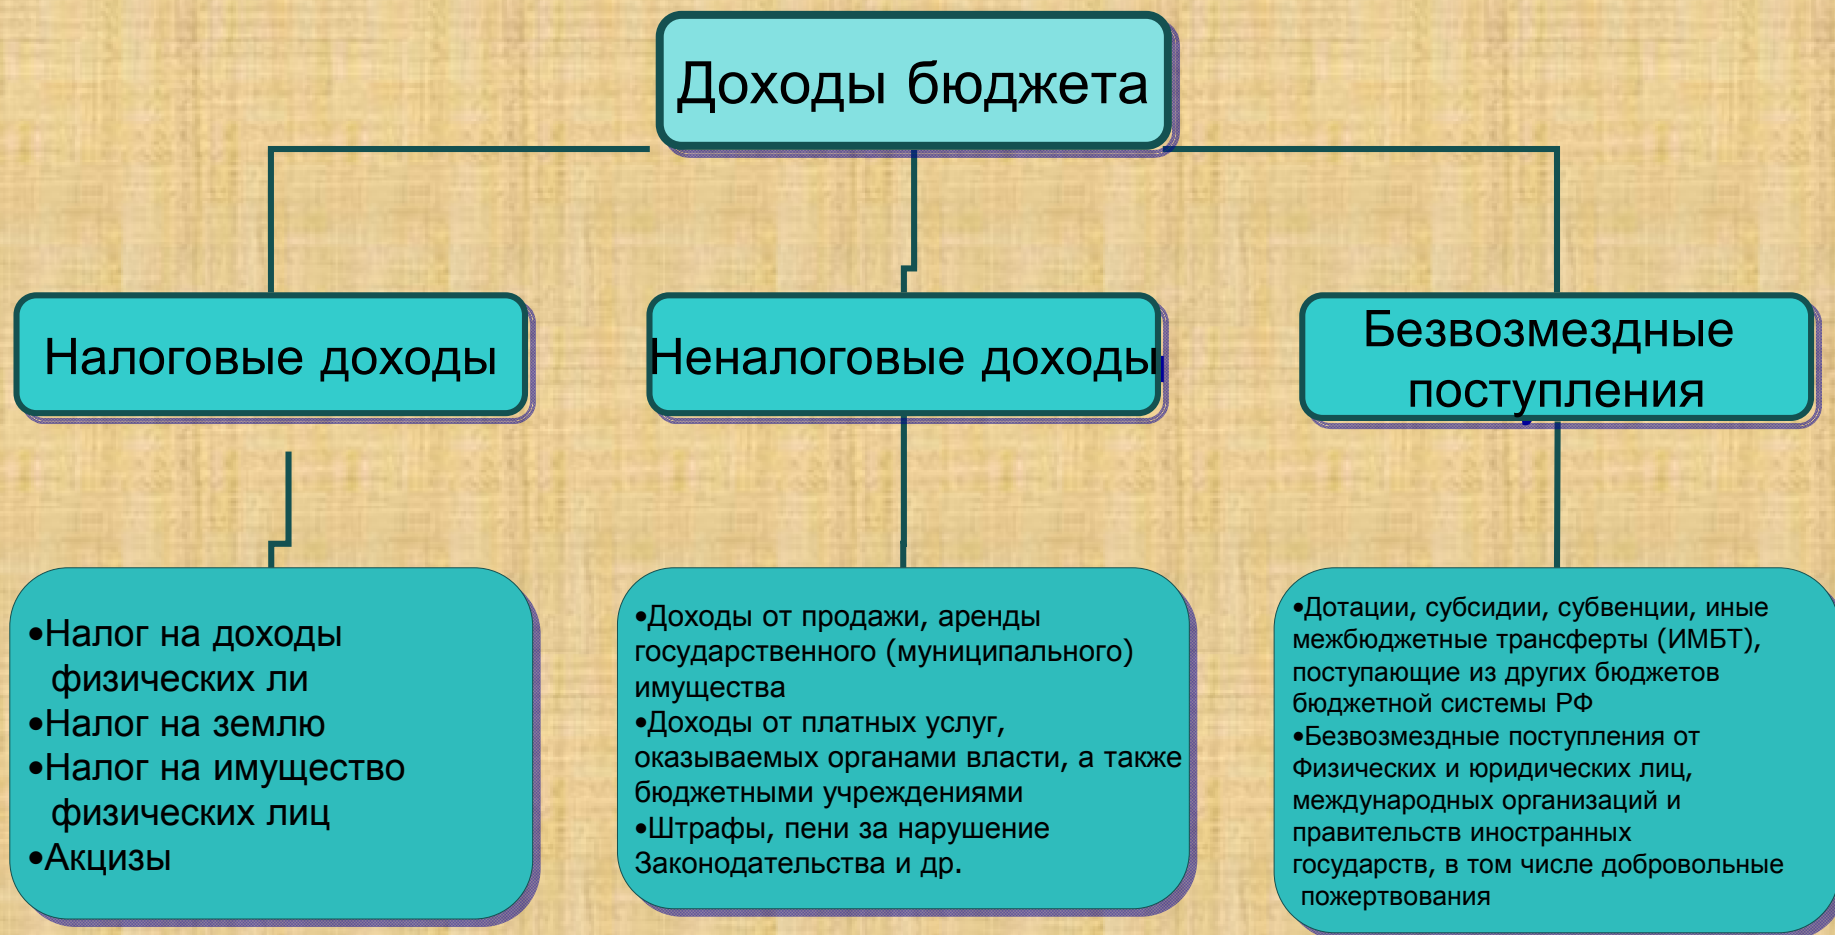 Доходы бюджета
Налоговые доходы
Неналоговые доходы
Безвозмездные
поступления
•Налог на доходы
физических ли
•Налог на землю
•Налог на имущество
физических лиц
•Акцизы
•Доходы от продажи, аренды
государственного (муниципального)
имущества
•Доходы от платных услуг,
оказываемых органами власти, а также
бюджетными учреждениями
•Штрафы, пени за нарушение
Законодательства и др.
•Дотации, субсидии, субвенции, иные
межбюджетные трансферты (ИМБТ),
поступающие из других бюджетов
бюджетной системы РФ
•Безвозмездные поступления от
Физических и юридических лиц,
международных организаций и
правительств иностранных
государств, в том числе добровольные
пожертвования